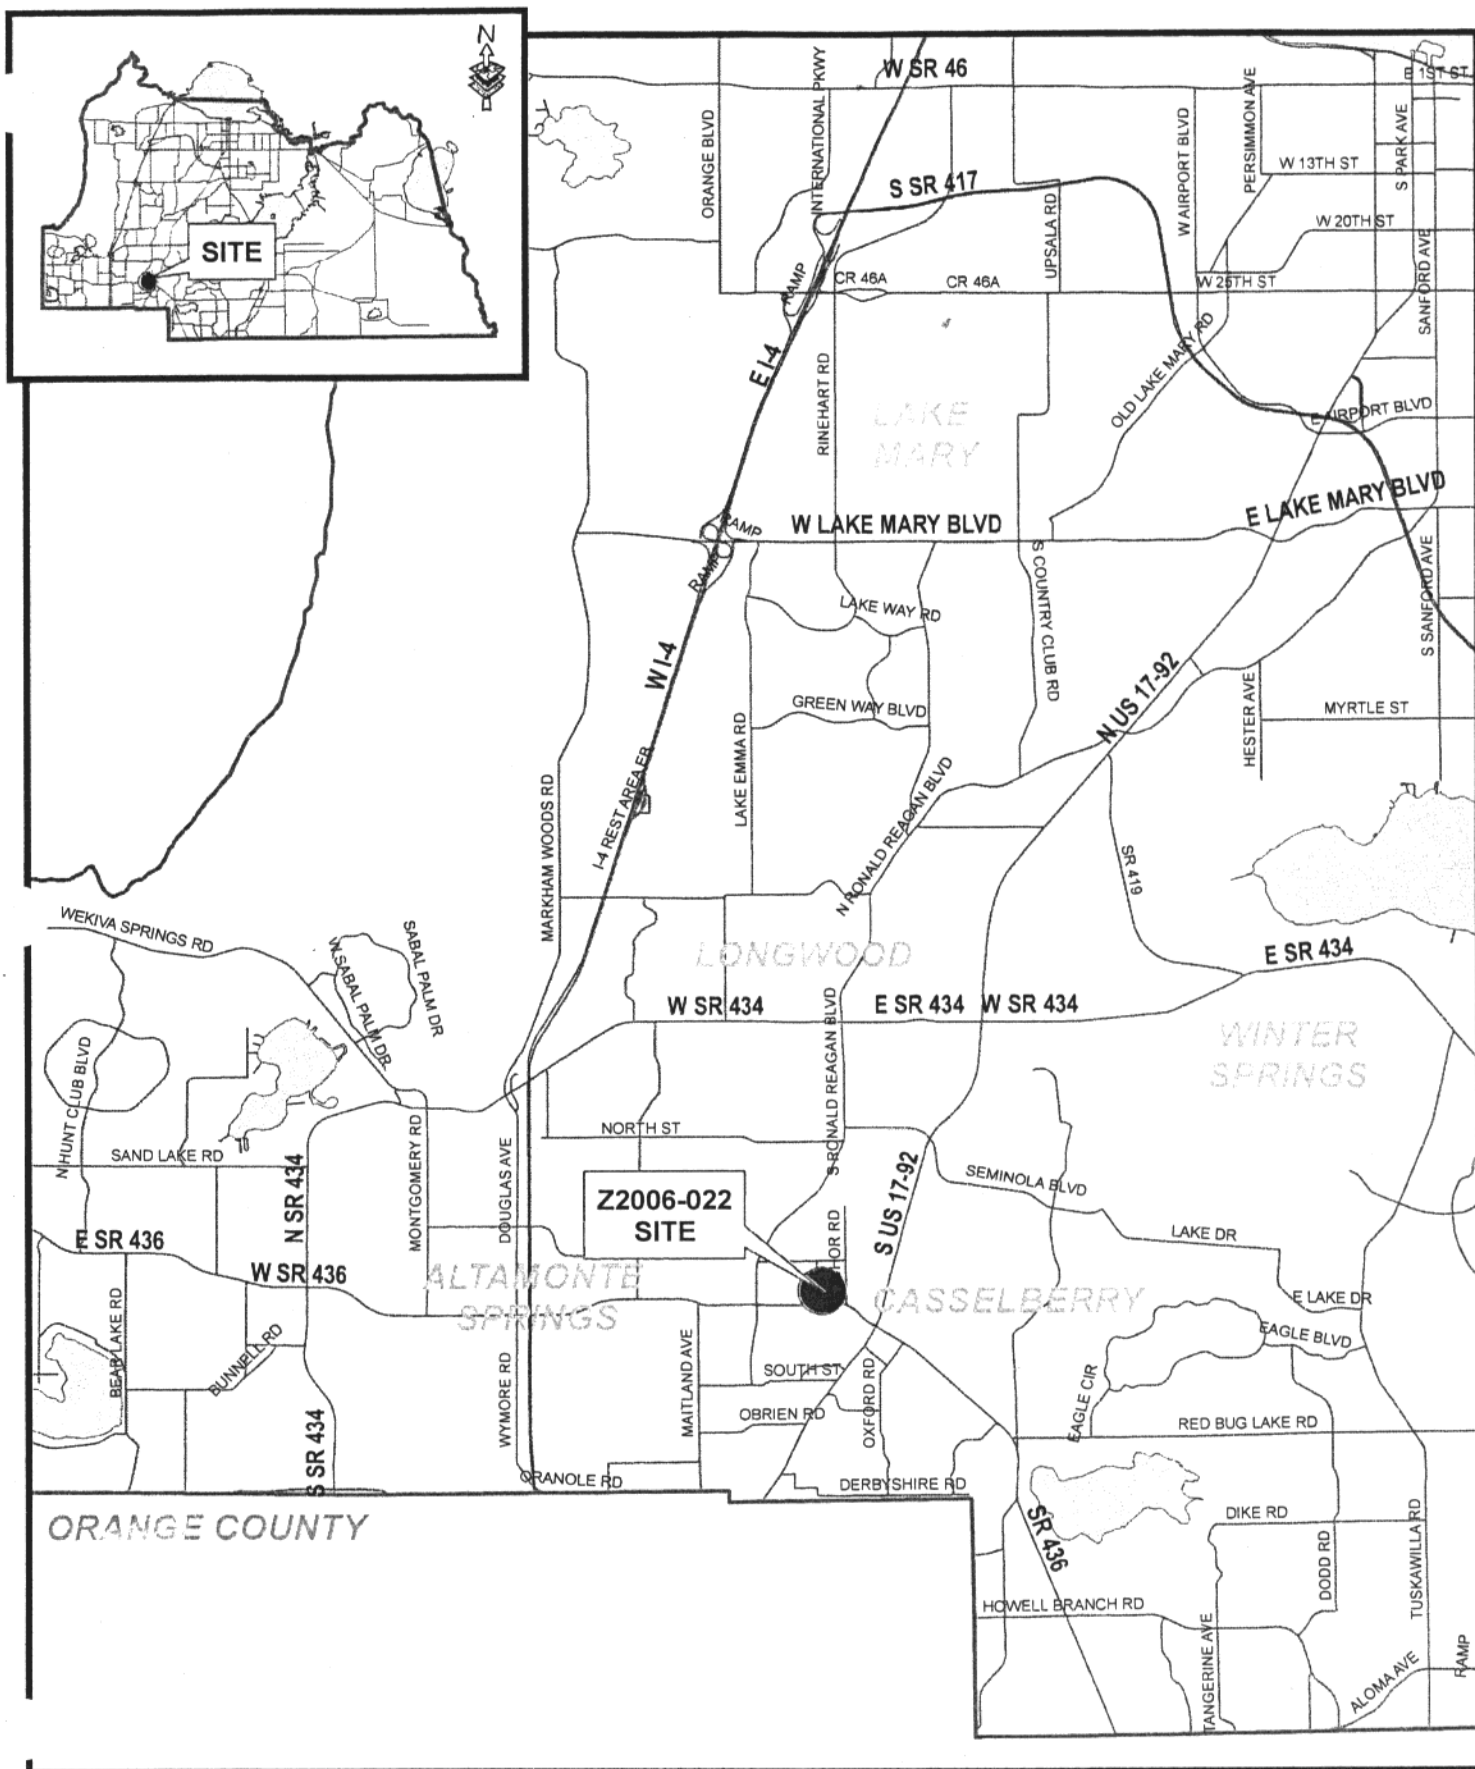 N
SITE
W SR 46
E 1ST ST
ORANGE BLVD
INTERNATIONAL PKWY
W AIRPORT BLVD
PERSIMMON AVE
S PARK AVE
W 13TH ST
S SR 417
UPSALA RD
W 20TH ST
SANFORD AVE
RAMP
CR 46A
CR 46A
W 25TH ST
E I-4
RINEHART RD
OLD LAKE MARY RD
LAKE
MARY
E AIRPORT BLVD
RAMP
W LAKE MARY BLVD
E LAKE MARY BLVD
RAMP
S COUNTRY CLUB RD
S SANFORD AVE
LAKE WAY RD
W I-4
GREEN WAY BLVD
N US 17-92
HESTER AVE
MYRTLE ST
LAKE EMMA RD
I-4 REST AREA EB
MARKHAM WOODS RD
N RONALD REAGAN BLVD
SR 419
WEKIVA SPRINGS RD
W SABAL PALM DR
SABAL PALM DR
LONGWOOD
E SR 434
W SR 434
E SR 434
W SR 434
S RONALD REAGAN BLVD
WINTER
SPRINGS
N HUNT CLUB BLVD
SAND LAKE RD
N SR 434
MONTGOMERY RD
DOUGLAS AVE
NORTH ST
Z2006-022
SITE
S US 17-92
SEMINOLA BLVD
LAKE DR
E SR 436
W SR 436
ALTAMONTE
SPRINGS
CASSELBERRY
E LAKE DR
EAGLE BLVD
BEAR LAKE RD
BUNNELL RD
WYMORE RD
MAITLAND AVE
SOUTH ST
OBRIEN RD
OXFORD RD
EAGLE CIR
RED BUG LAKE RD
S SR 434
ORANOLE RD
DERBYSHIRE RD
ORANGE COUNTY
SR 436
DIKE RD
DODD RD
TUSKAWILLA RD
HOWELL BRANCH RD
TANGERINE AVE
ALOMA AVE
RAMP